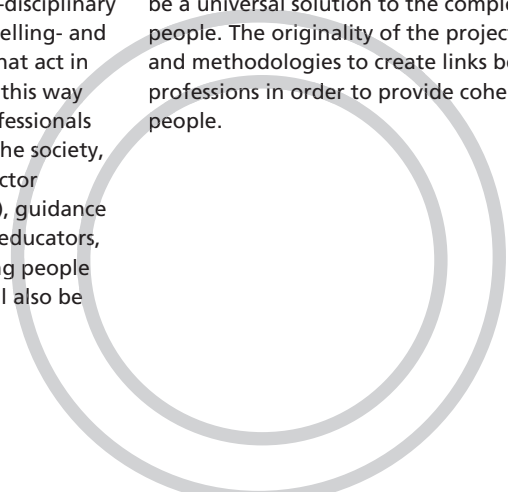 -disciplinary
elling- and
hat act in
this way
fessionals
he society,
ctor
), guidance
educators,
ng people
l also be
be a universal solution to the comple
people. The originality of the project
and methodologies to create links be
professions in order to provide cohe
people.